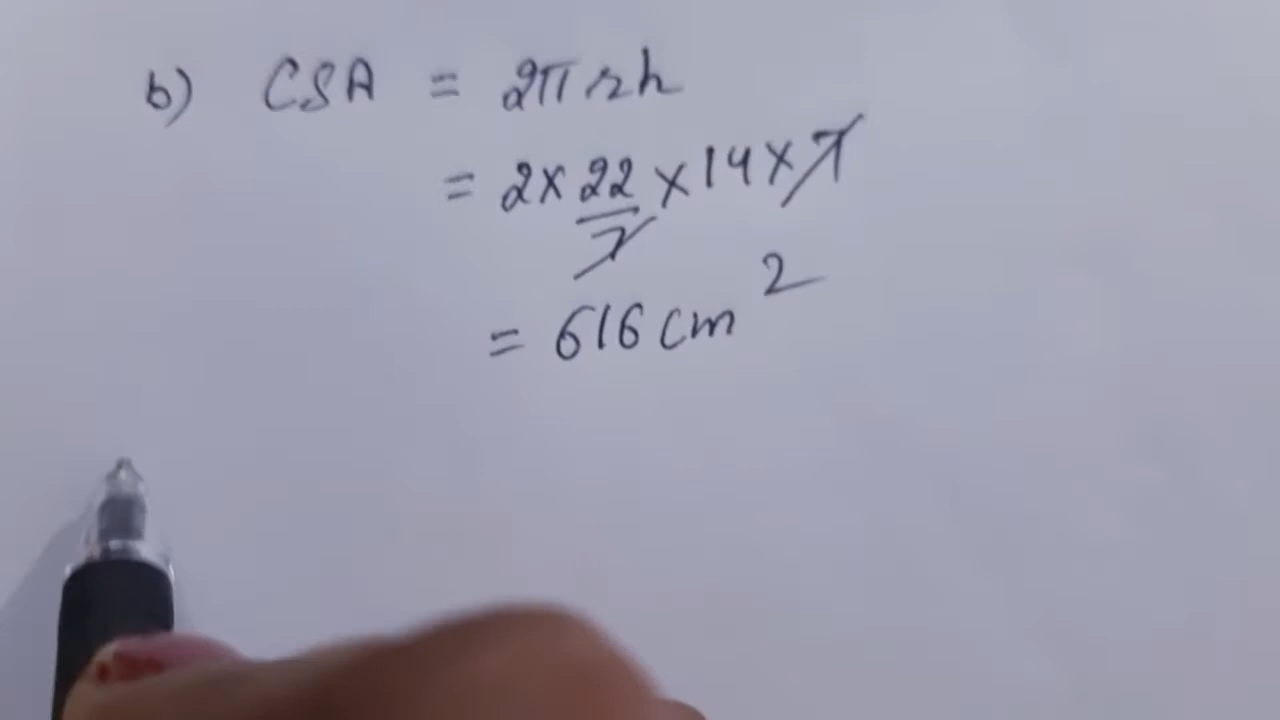 b) CSA = 2πrh
= 2 × 22/7 × 14 × 7
= 616 cm²